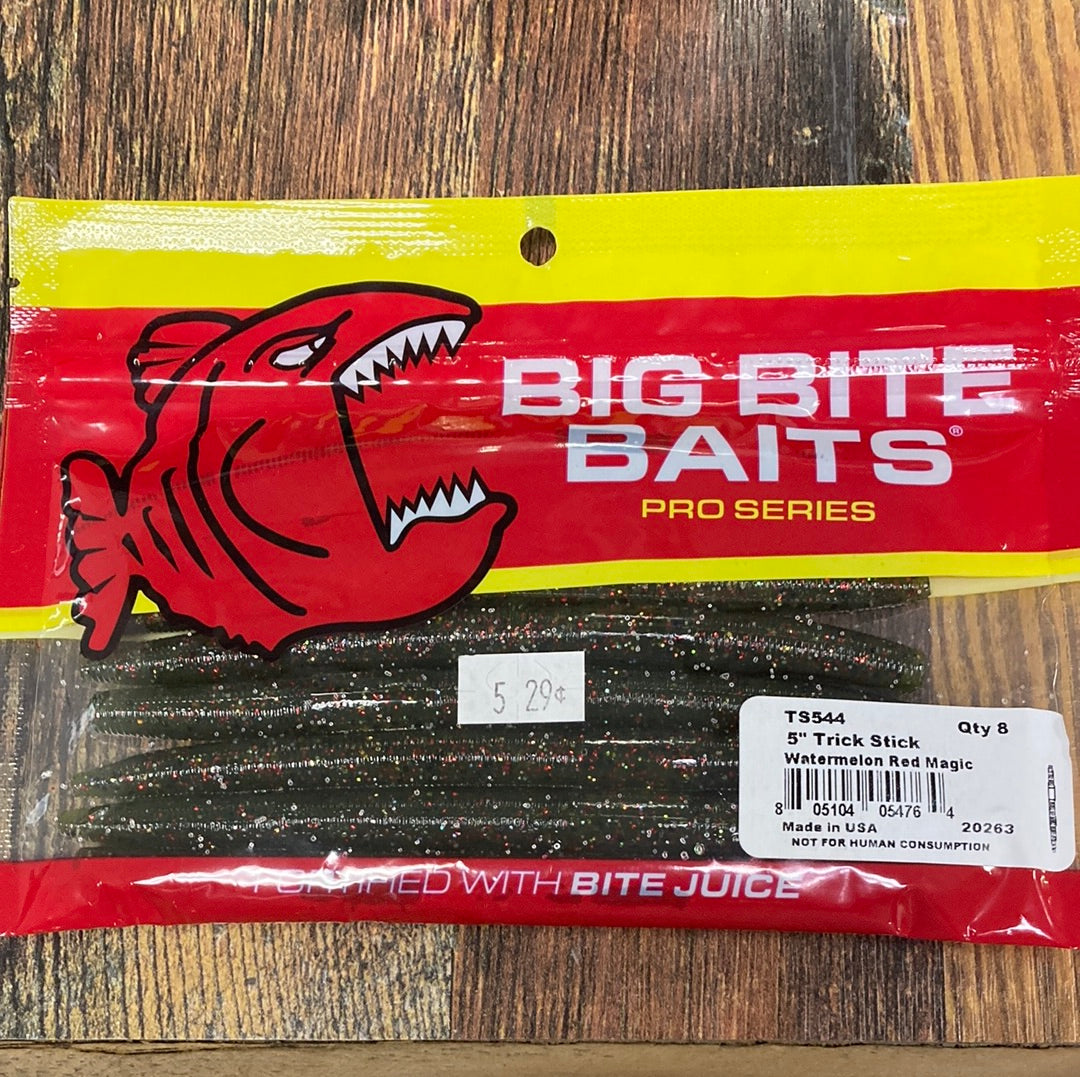 BIG BITE
BAITS®
PRO SERIES
5 29¢
TS544
Qty 8
5" Trick Stick
Watermelon Red Magic
8 05104 05476 4
Made in USA
20263
NOT FOR HUMAN CONSUMPTION
FORTIFIED WITH BITE JUICE